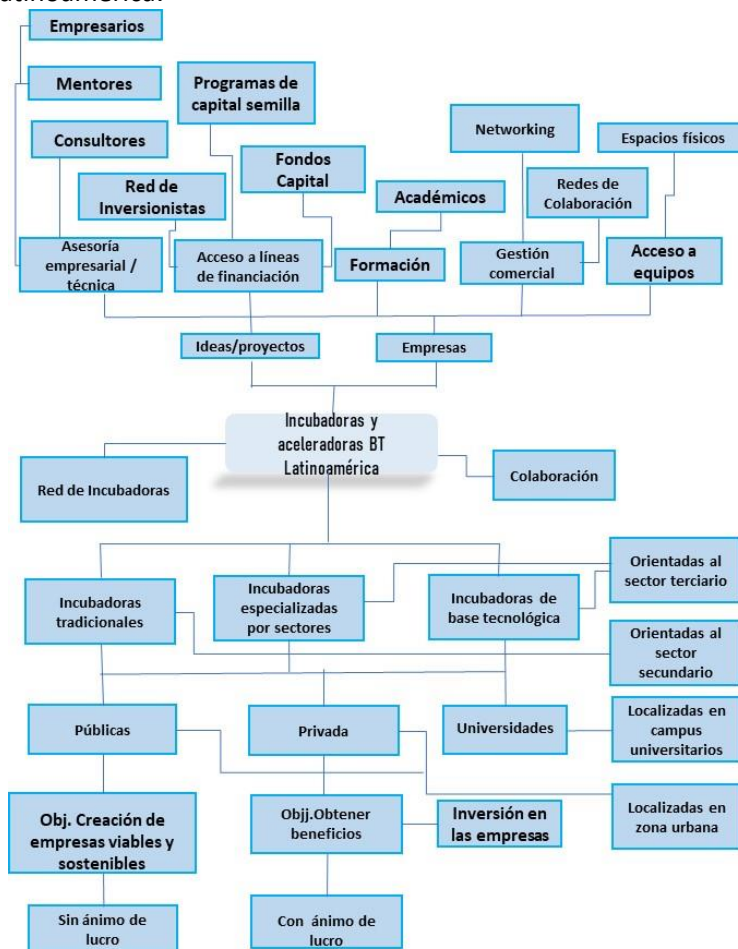 Empresarios
Mentores
Programas de
capital semilla
Networking
Espacios físicos
Consultores
Fondos
Capital
Red de
Inversionistas
Académicos
Redes de
Colaboración
Asesoría
empresarial /
técnica
Acceso a líneas de
financiación
Formación
Gestión
comercial
Acceso a
equipos
Ideas/proyectos
Empresas
Incubadoras y
aceleradoras BT
Latinoamérica
Red de Incubadoras
Colaboración
Incubadoras
tradicionales
Incubadoras
especializadas
por sectores
Incubadoras de
base tecnológica
Orientadas al
sector terciario
Orientadas al
sector
secundario
Públicas
Privada
Universidades
Localizadas en
campus
universitarios
Obj. Creación de
empresas viables y
sostenibles
Objj.Obtener
beneficios
Inversión en
las empresas
Localizadas en
zona urbana
Sin ánimo de
lucro
Con ánimo de
lucro